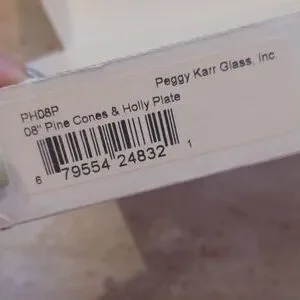 Peggy Karr Glass, Inc
PH08P
08" Pine Cones & Holly Plate
6 79554 24832 1